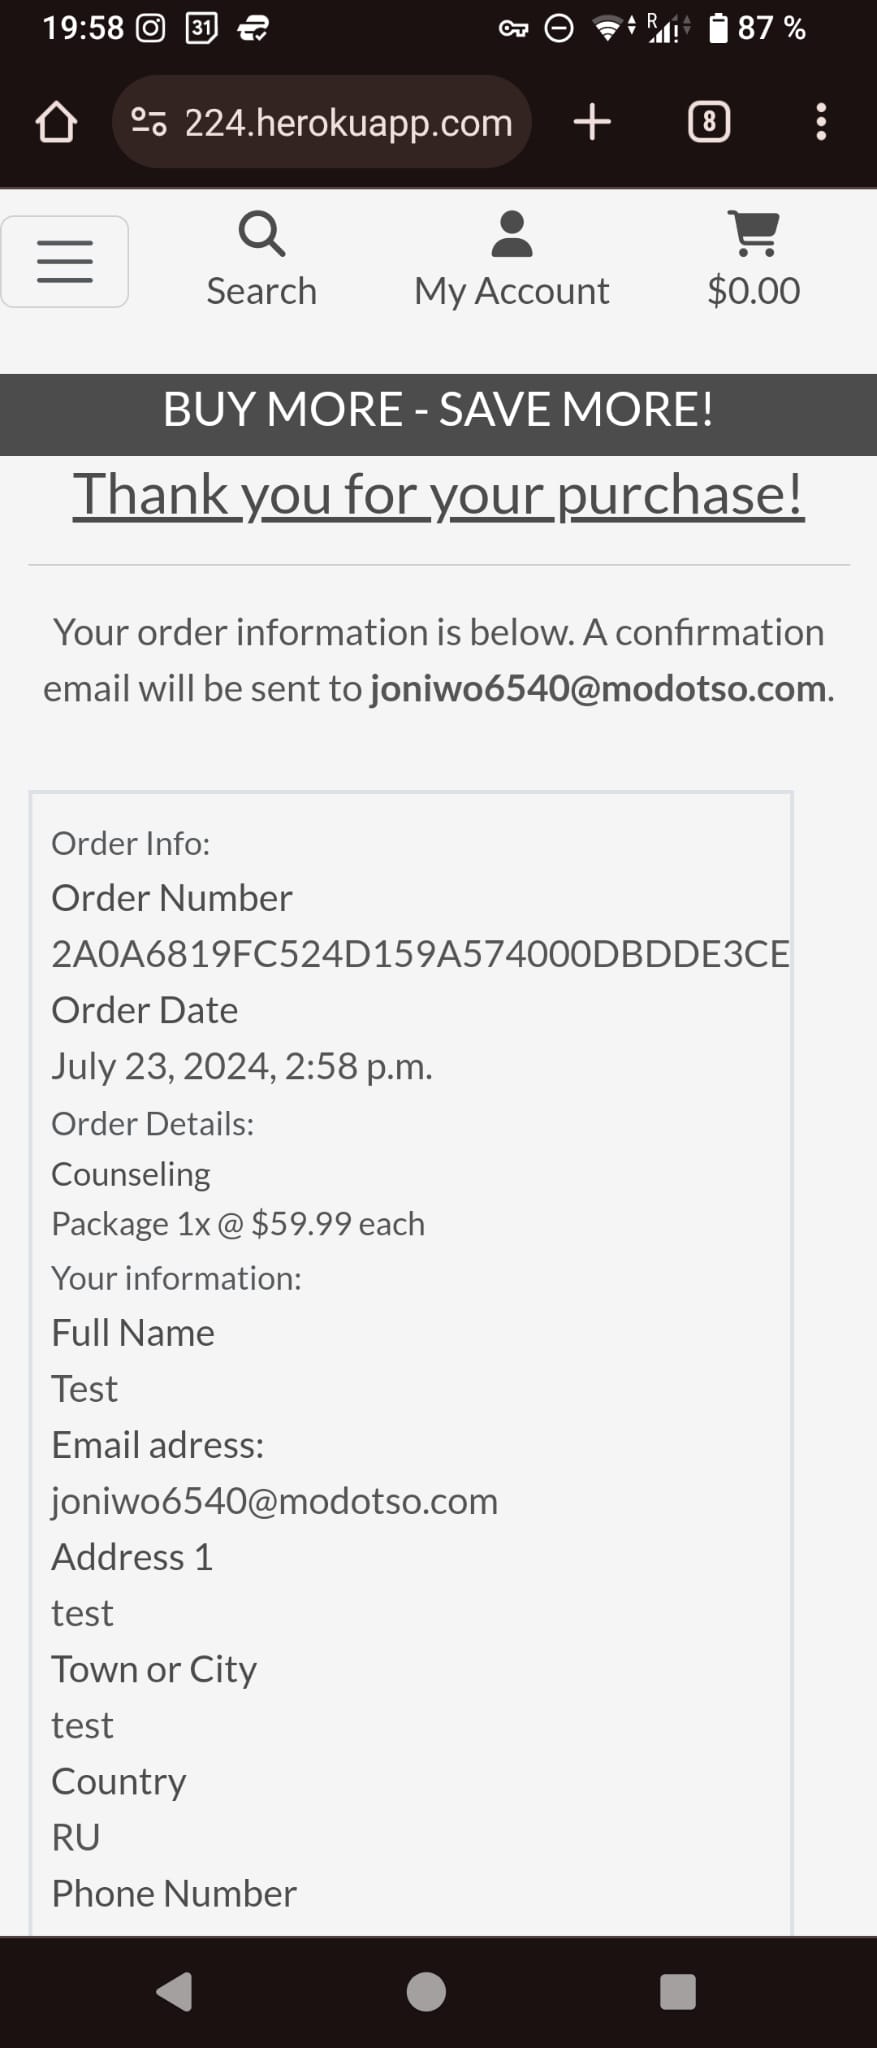 19:58 31 R 87 %
224.herokuapp.com 8
Search My Account $0.00
BUY MORE - SAVE MORE!
Thank you for your purchase!
Your order information is below. A confirmation
email will be sent to joniwo6540@modotso.com.
Order Info:
Order Number
2A0A6819FC524D159A574000DBDDE3CE
Order Date
July 23, 2024, 2:58 p.m.
Order Details:
Counseling
Package 1x @ $59.99 each
Your information:
Full Name
Test
Email adress:
joniwo6540@modotso.com
Address 1
test
Town or City
test
Country
RU
Phone Number